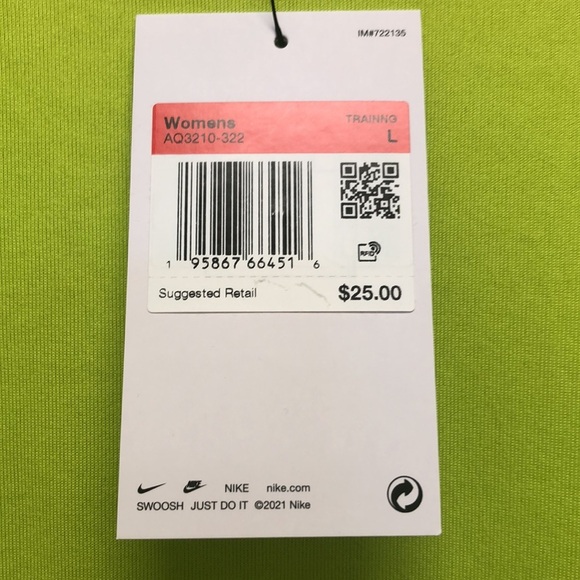 IM#722135
Womens TRAINNG
AQ3210-322 L
1 95867 66451 6
RFID
Suggested Retail $25.00
NIKE nike.com
SWOOSH JUST DO IT ©2021 Nike